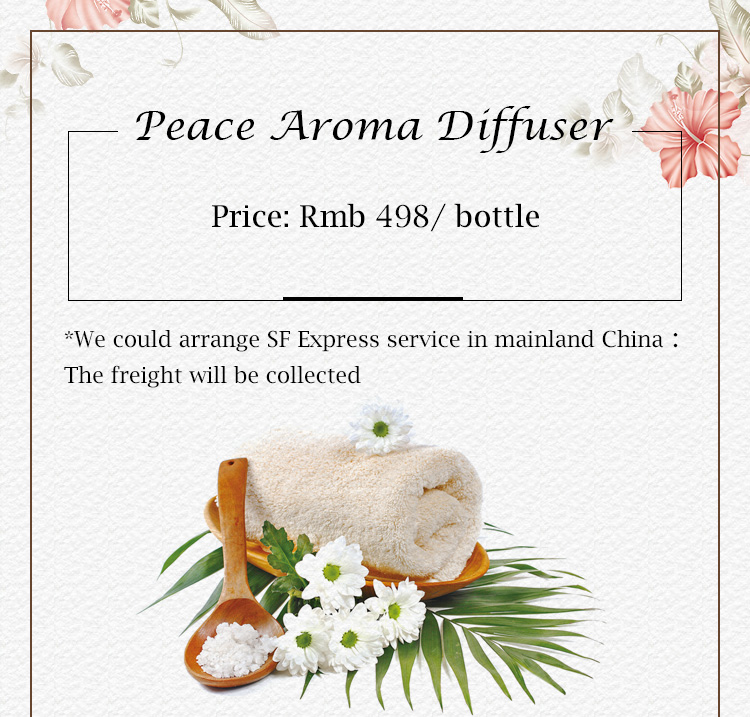 Peace Aroma Diffuser
Price: Rmb 498/ bottle
*We could arrange SF Express service in mainland China：
The freight will be collected